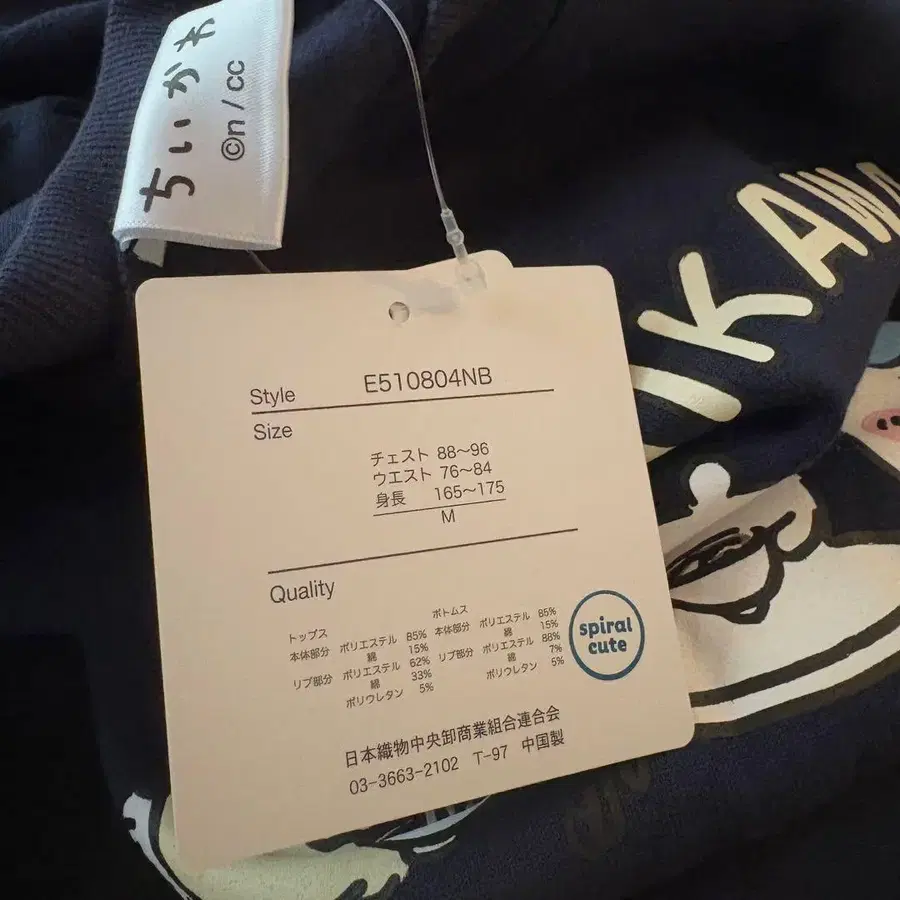 ちいかわ
©n / cc
IKAWA
Style E510804NB
Size
チェスト 88～96
ウエスト 76～84
身長 165～175
M
Quality
トップス
本体部分 ポリエステル 85%
綿 15%
リブ部分 ポリエステル 62%
綿 33%
ポリウレタン 5%
ボトムス
本体部分 ポリエステル 85%
綿 15%
リブ部分 ポリエステル 88%
綿 7%
ポリウレタン 5%
spiral
cute
日本織物中央卸商業組合連合会
03-3663-2102 T-97 中国製